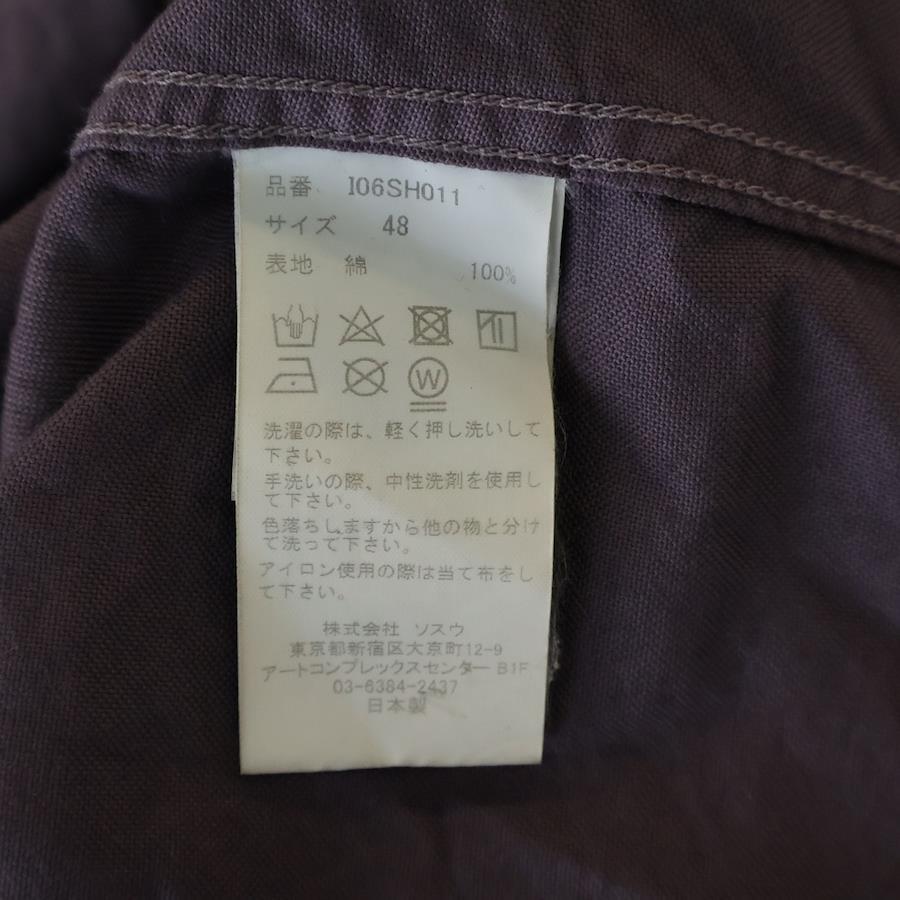 品番 I06SH011
サイズ 48
表地 綿 100%
W
洗濯の際は、軽く押し洗いして
下さい。
手洗いの際、中性洗剤を使用し
て下さい。
色落ちしますから他の物と分け
て洗って下さい。
アイロン使用の際は当て布をし
て下さい。
株式会社 ソスウ
東京都新宿区大京町12-9
アートコンプレックスセンター B1F
03-6384-2437
日本製